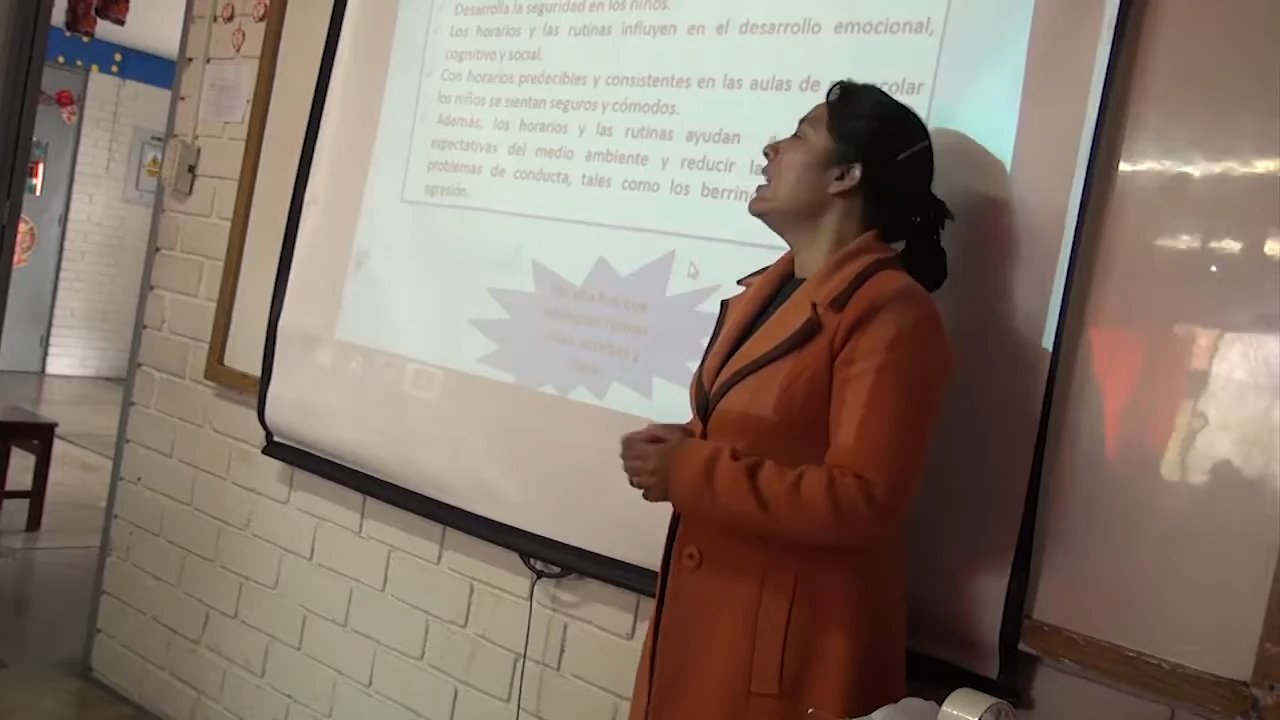 Desarrolla la seguridad en los niños.
Los horarios y las rutinas influyen en el desarrollo emocional,
cognitivo y social.
Con horarios predecibles y consistentes en las aulas de
los niños se sientan seguros y cómodos.
Además, los horarios y las rutinas ayudan
expectativas del medio ambiente y reducir
problemas de conducta, tales como los
agresión.